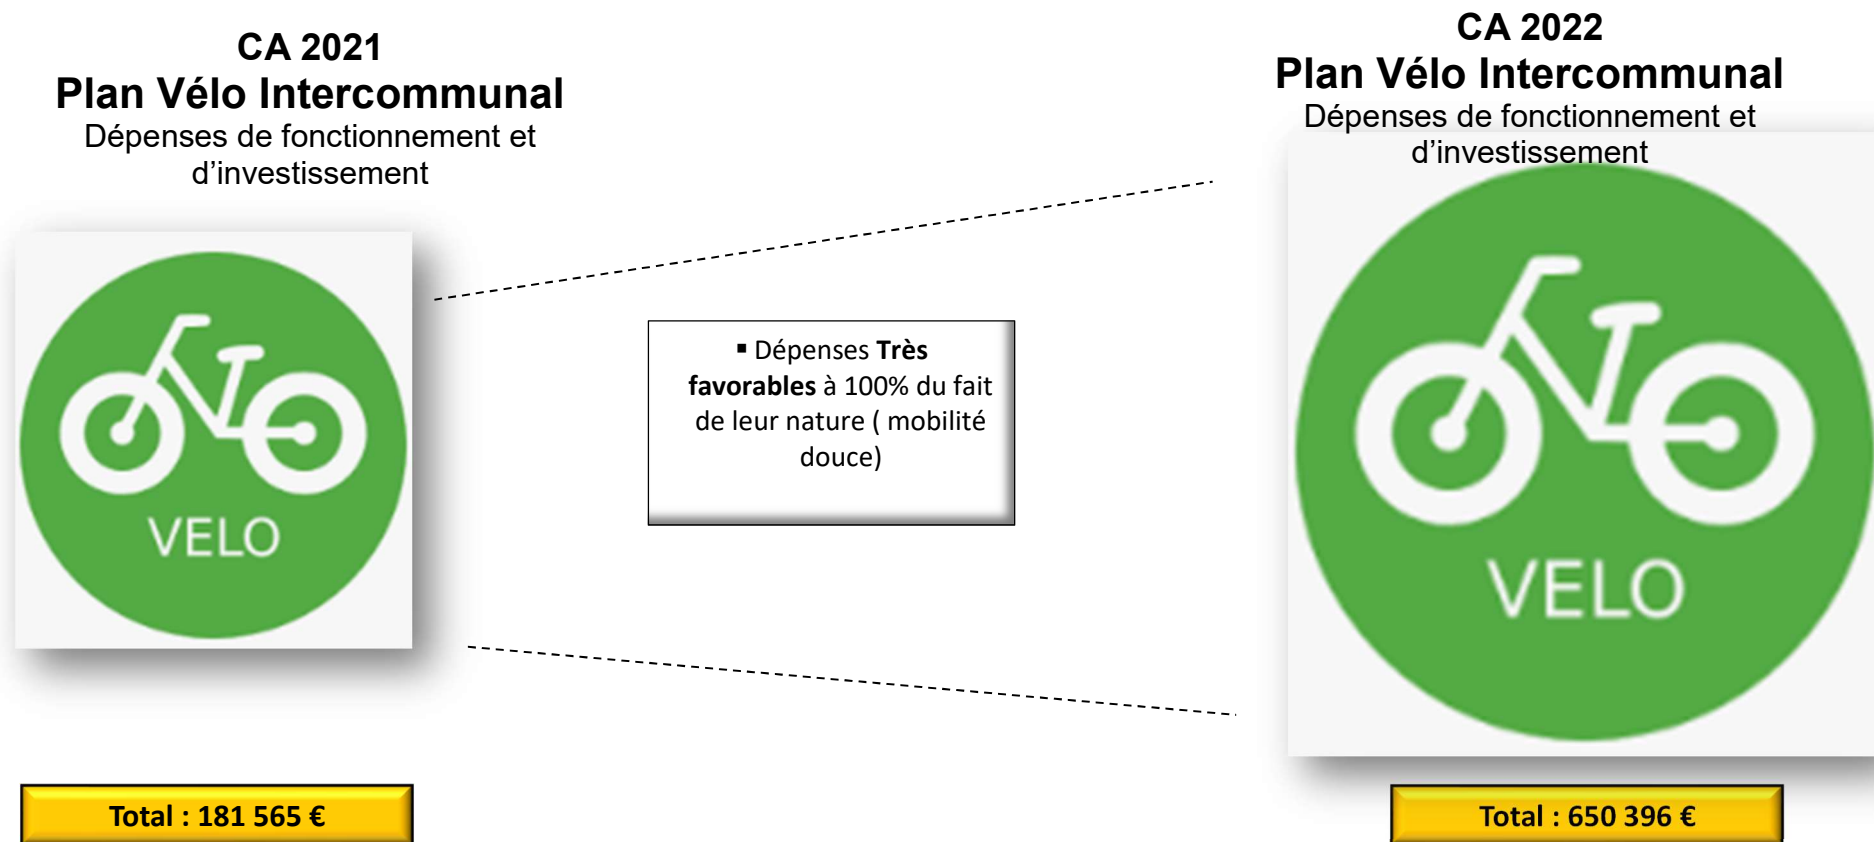 CA 2021
Plan Vélo Intercommunal
Dépenses de fonctionnement et
d’investissement
VELO
Total : 181 565 €
▪ Dépenses Très
favorables à 100% du fait
de leur nature ( mobilité
douce)
CA 2022
Plan Vélo Intercommunal
Dépenses de fonctionnement et
d’investissement
VELO
Total : 650 396 €